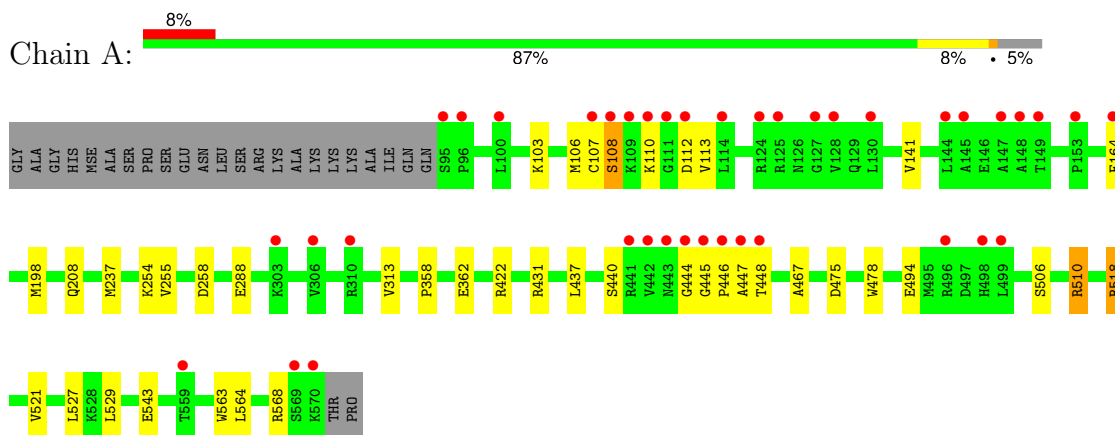 8%
Chain A:
87% 8% • 5%
GLY ALA GLY HIS MSE ALA SER PRO SER GLU ASN LEU SER ARG LYS ALA LYS LYS LYS ALA ILE GLN GLN S95 P96 L100 K103 M106 C107 S108 K109 K110 G111 D112 V113 L114 R124 R125 N126 G127 V128 Q129 L130 V141 L144 A145 E146 A147 A148 T149 P153
M198 Q208 M237 K254 V255 D258 E288 K303 V306 R310 V313 P358 E362 R422 R431 L437 S440 R441 V442 N443 G444 G445 P446 A447 T448 A467 D475 W478 E494 M495 R496 D497 H498 L499 S506 R510
V521 L527 K528 L529 E543 T559 W563 L564 R568 S569 K570 THR PRO